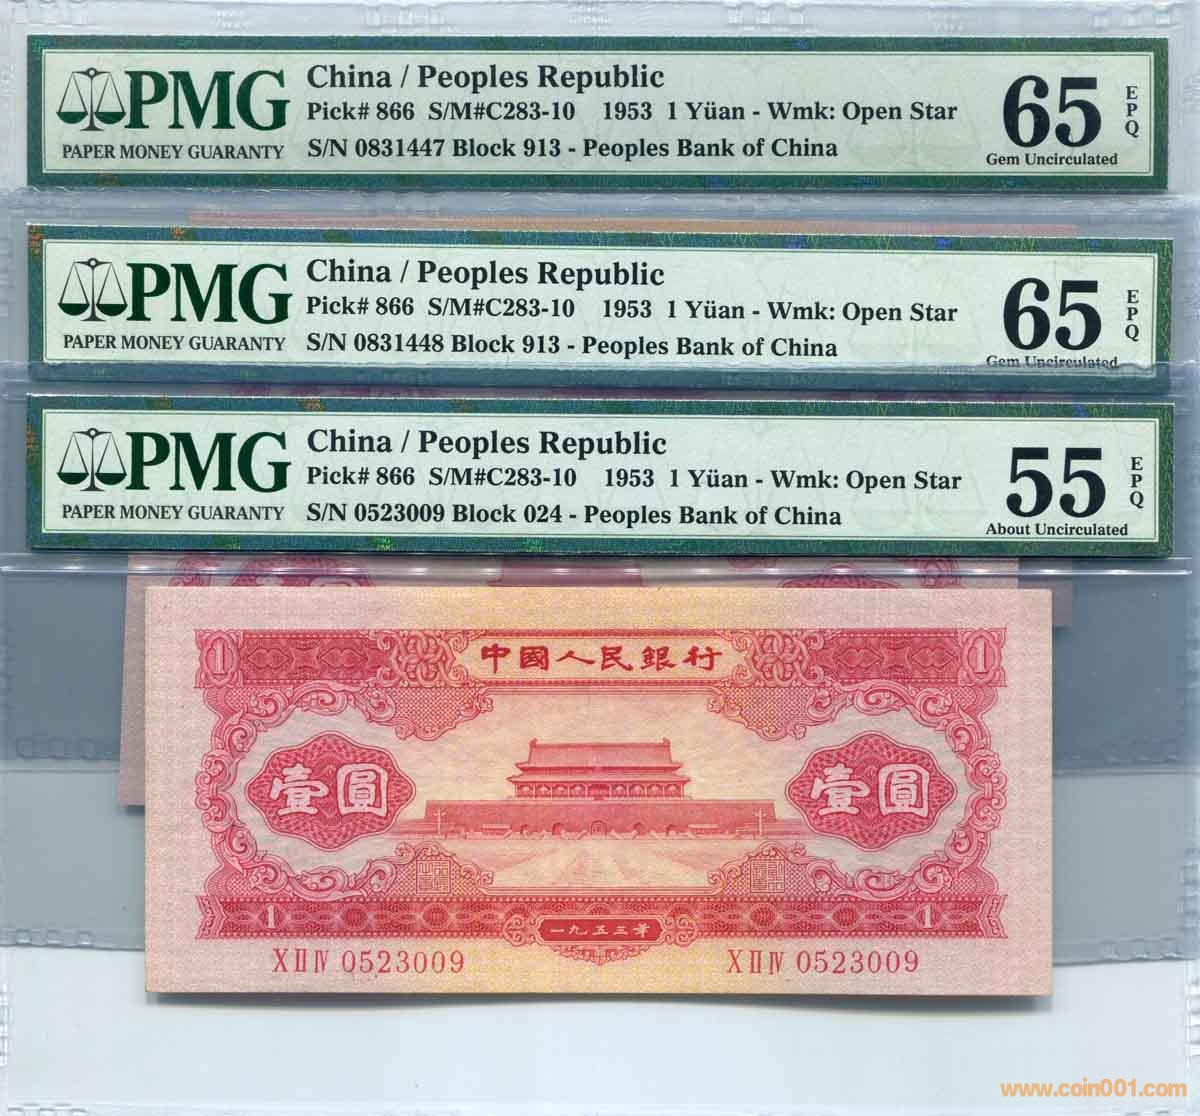 PMG
PAPER MONEY GUARANTY
China / Peoples Republic
Pick# 866 S/M#C283-10 1953 1 Yüan - Wmk: Open Star
S/N 0831447 Block 913 - Peoples Bank of China
65
EPQ
Gem Uncirculated
PMG
PAPER MONEY GUARANTY
China / Peoples Republic
Pick# 866 S/M#C283-10 1953 1 Yüan - Wmk: Open Star
S/N 0831448 Block 913 - Peoples Bank of China
65
EPQ
Gem Uncirculated
PMG
PAPER MONEY GUARANTY
China / Peoples Republic
Pick# 866 S/M#C283-10 1953 1 Yüan - Wmk: Open Star
S/N 0523009 Block 024 - Peoples Bank of China
55
EPQ
About Uncirculated
1 中國人民銀行 1
壹圓 壹圓
1 一九五三年 1
X II IV 0523009 X II IV 0523009
www.coin001.com